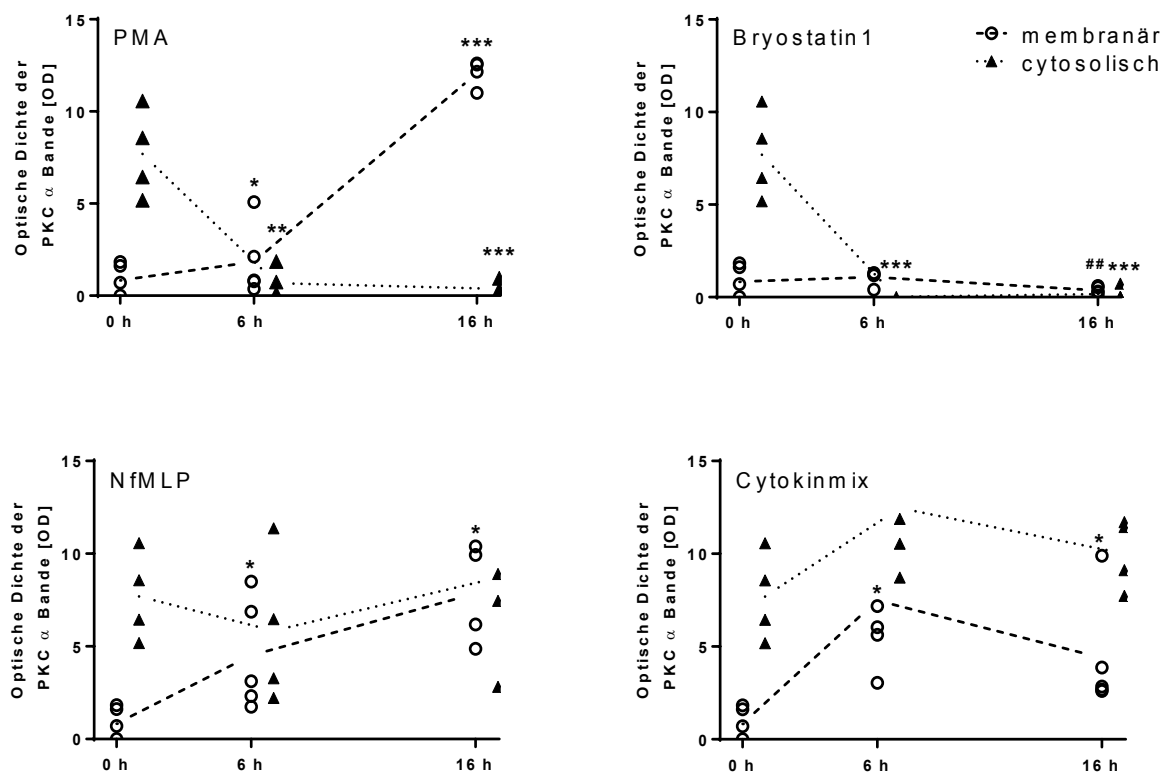 PMA
15
10
5
0
Optische Dichte der
PKC α Bande [OD]
*
**
***
***
0 h
6 h
16 h
Bryostatin1
membranär
cytosolisch
15
10
5
0
Optische Dichte der
PKC α Bande [OD]
***
## ***
0 h
6 h
16 h
NfMLP
15
10
5
0
Optische Dichte der
PKC α Bande [OD]
*
*
0 h
6 h
16 h
Cytokinmix
15
10
5
0
Optische Dichte der
PKC α Bande [OD]
*
*
0 h
6 h
16 h